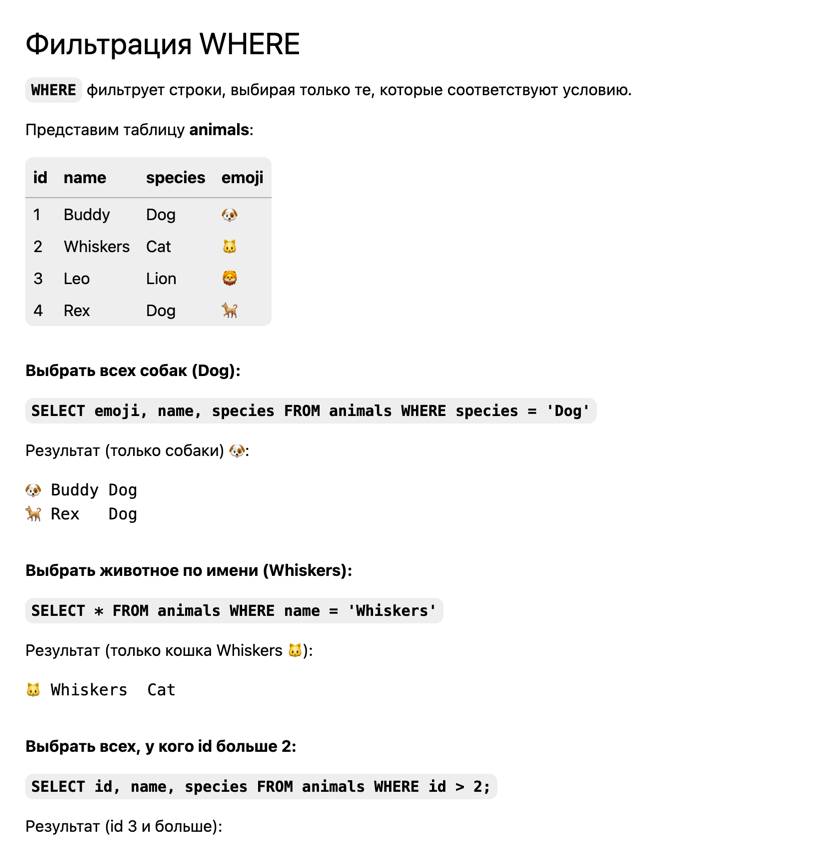 Фильтрация WHERE
WHERE фильтрует строки, выбирая только те, которые соответствуют условию.
Представим таблицу animals:
id name species emoji
1 Buddy Dog 🐶
2 Whiskers Cat 🐱
3 Leo Lion 🦁
4 Rex Dog 🐕
Выбрать всех собак (Dog):
SELECT emoji, name, species FROM animals WHERE species = 'Dog'
Результат (только собаки) 🐶:
🐶 Buddy Dog
🐕 Rex Dog
Выбрать животное по имени (Whiskers):
SELECT * FROM animals WHERE name = 'Whiskers'
Результат (только кошка Whiskers 🐱):
🐱 Whiskers Cat
Выбрать всех, у кого id больше 2:
SELECT id, name, species FROM animals WHERE id > 2;
Результат (id 3 и больше):